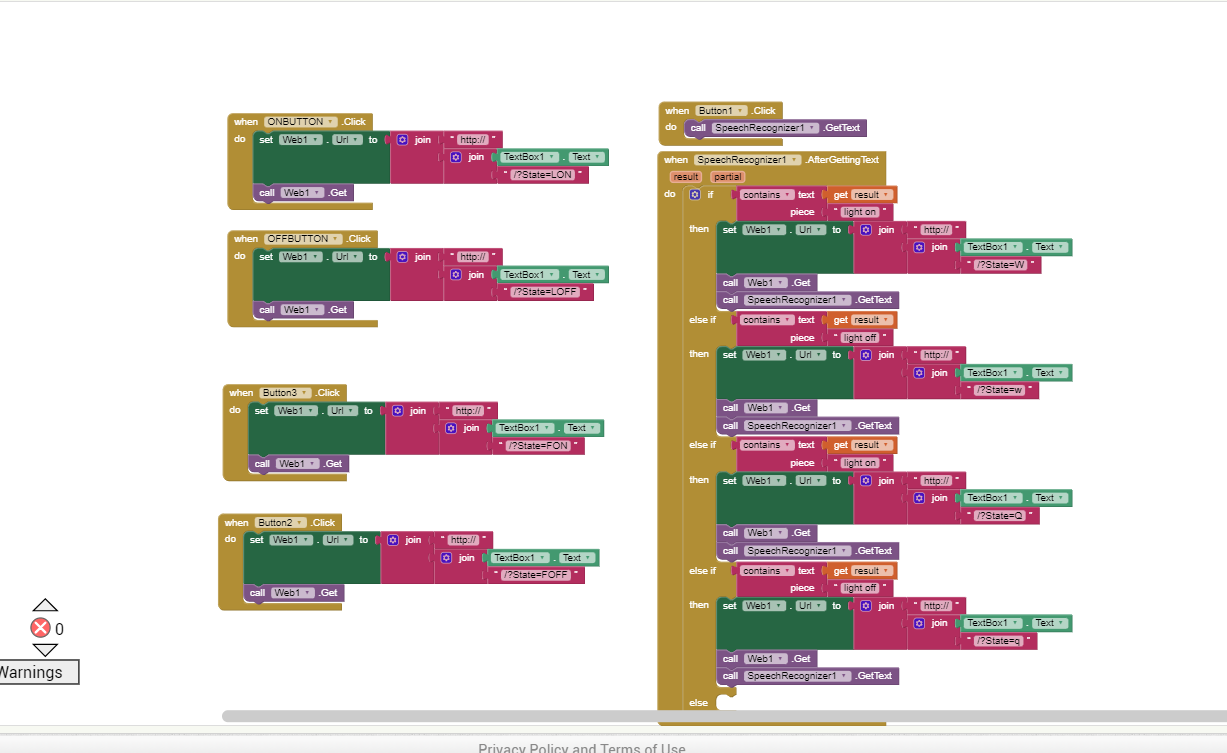 when ONBUTTON .Click
do set Web1 . Url to join " http:// "
join TextBox1 . Text
" /?State=LON "
call Web1 .Get
when OFFBUTTON .Click
do set Web1 . Url to join " http:// "
join TextBox1 . Text
" /?State=LOFF "
call Web1 .Get
when Button3 .Click
do set Web1 . Url to join " http:// "
join TextBox1 . Text
" /?State=FON "
call Web1 .Get
when Button2 .Click
do set Web1 . Url to join " http:// "
join TextBox1 . Text
" /?State=FOFF "
call Web1 .Get
when Button1 .Click
do call SpeechRecognizer1 .GetText
when SpeechRecognizer1 .AfterGettingText
result partial
do if contains text get result
piece " light on "
then set Web1 . Url to join " http:// "
join TextBox1 . Text
" /?State=W "
call Web1 .Get
call SpeechRecognizer1 .GetText
else if contains text get result
piece " light off "
then set Web1 . Url to join " http:// "
join TextBox1 . Text
" /?State=w "
call Web1 .Get
call SpeechRecognizer1 .GetText
else if contains text get result
piece " light on "
then set Web1 . Url to join " http:// "
join TextBox1 . Text
" /?State=Q "
call Web1 .Get
call SpeechRecognizer1 .GetText
else if contains text get result
piece " light off "
then set Web1 . Url to join " http:// "
join TextBox1 . Text
" /?State=q "
call Web1 .Get
call SpeechRecognizer1 .GetText
else
0
Warnings
Privacy Policy and Terms of Use